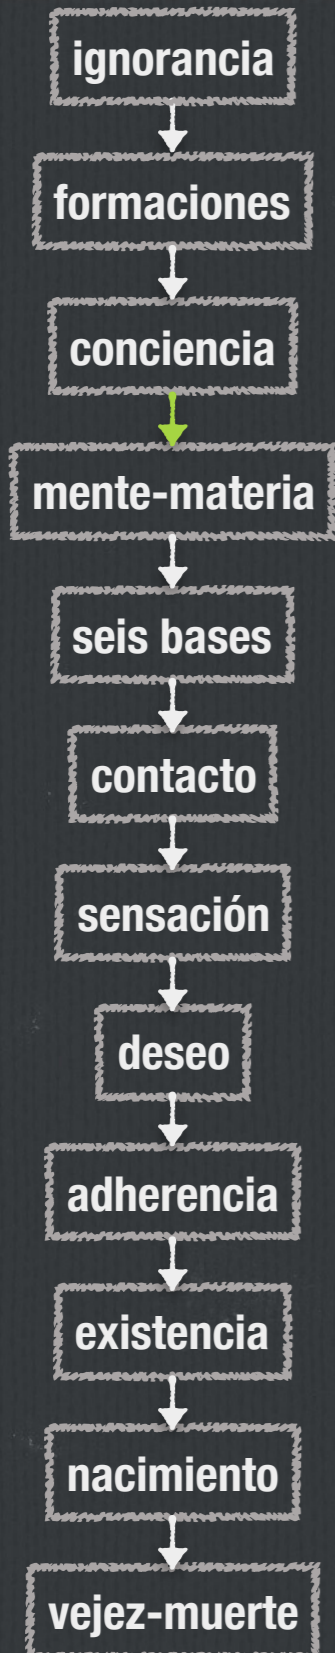 ignorancia
formaciones
conciencia
mente-materia
seis bases
contacto
sensación
deseo
adherencia
existencia
nacimiento
vejez-muerte